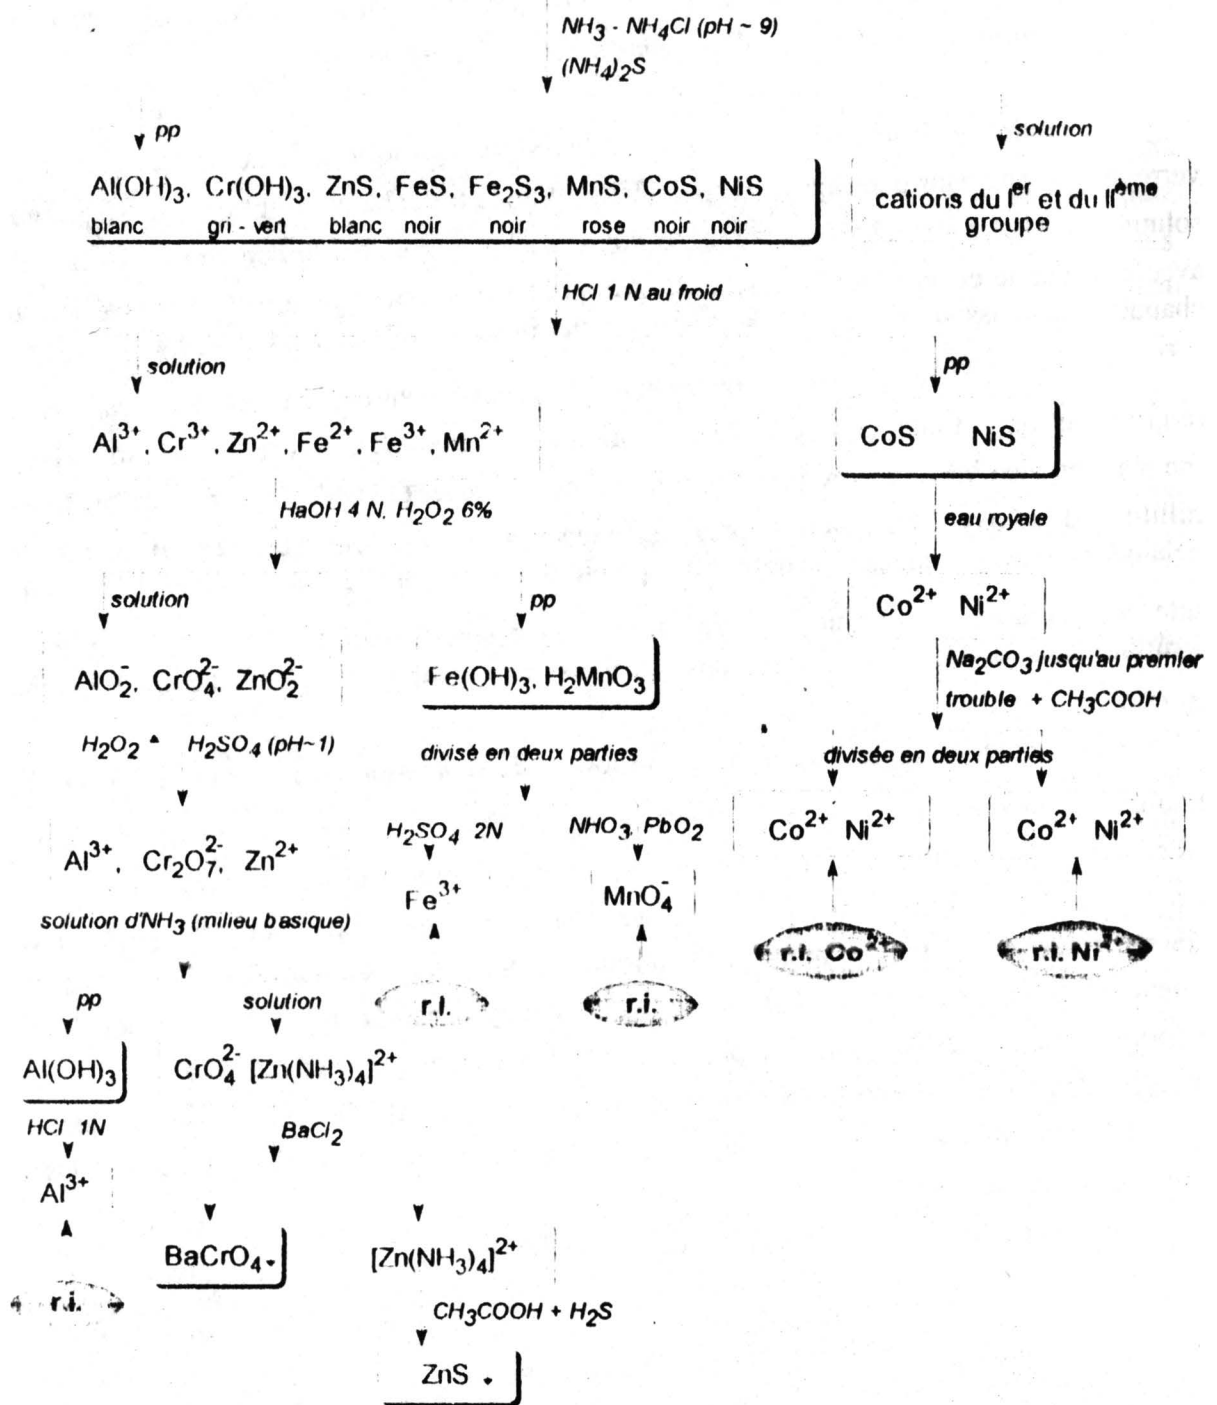 NH₃ - NH₄Cl (pH ~ 9)
(NH₄)₂S
pp
solution
Al(OH)₃, Cr(OH)₃, ZnS, FeS, Fe₂S₃, MnS, CoS, NiS
blanc gri - vert blanc noir noir rose noir noir
cations du Iᵉʳ et du IIᵉᵐᵉ
groupe
HCl 1 N au froid
solution
pp
Al³⁺, Cr³⁺, Zn²⁺, Fe²⁺, Fe³⁺, Mn²⁺
CoS NiS
HaOH 4 N, H₂O₂ 6%
eau royale
solution
pp
Co²⁺ Ni²⁺
AlO₂⁻, CrO₄²⁻, ZnO₂²⁻
Fe(OH)₃, H₂MnO₃
Na₂CO₃ jusqu'au premier
trouble + CH₃COOH
H₂O₂ H₂SO₄ (pH~1)
divisé en deux parties
divisée en deux parties
H₂SO₄ 2N
NHO₃, PbO₂
Co²⁺ Ni²⁺
Co²⁺ Ni²⁺
Al³⁺, Cr₂O₇²⁻, Zn²⁺
Fe³⁺
MnO₄⁻
solution d'NH₃ (milieu basique)
r.i. Co²⁺
r.i. Ni²⁺
pp
solution
r.i.
r.i.
Al(OH)₃
CrO₄²⁻ [Zn(NH₃)₄]²⁺
HCl 1N
BaCl₂
Al³⁺
BaCrO₄
[Zn(NH₃)₄]²⁺
r.i.
CH₃COOH + H₂S
ZnS